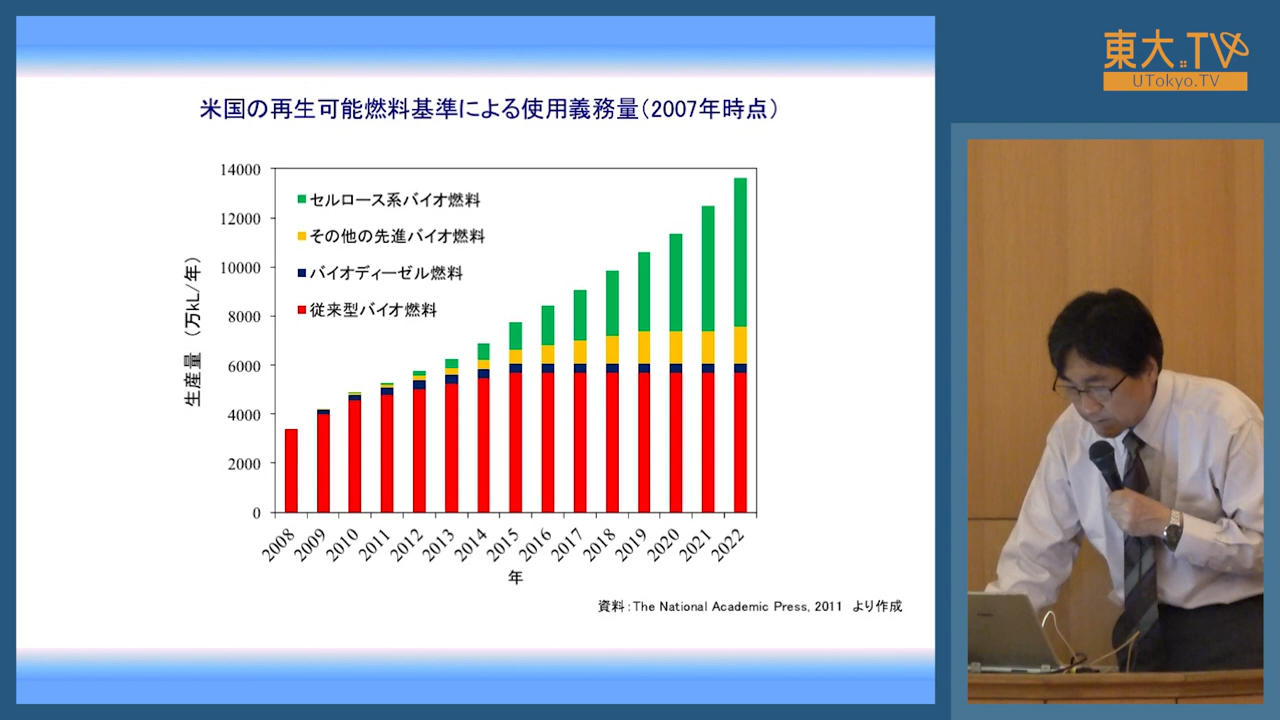 東大.TV
UTokyo.TV
米国の再生可能燃料基準による使用義務量(2007年時点)
14000
12000
10000
8000
6000
4000
2000
0
生産量 (万kL/年)
セルロース系バイオ燃料
その他の先進バイオ燃料
バイオディーゼル燃料
従来型バイオ燃料
2008
2009
2010
2011
2012
2013
2014
2015
2016
2017
2018
2019
2020
2021
2022
年
資料:The National Academic Press, 2011 より作成